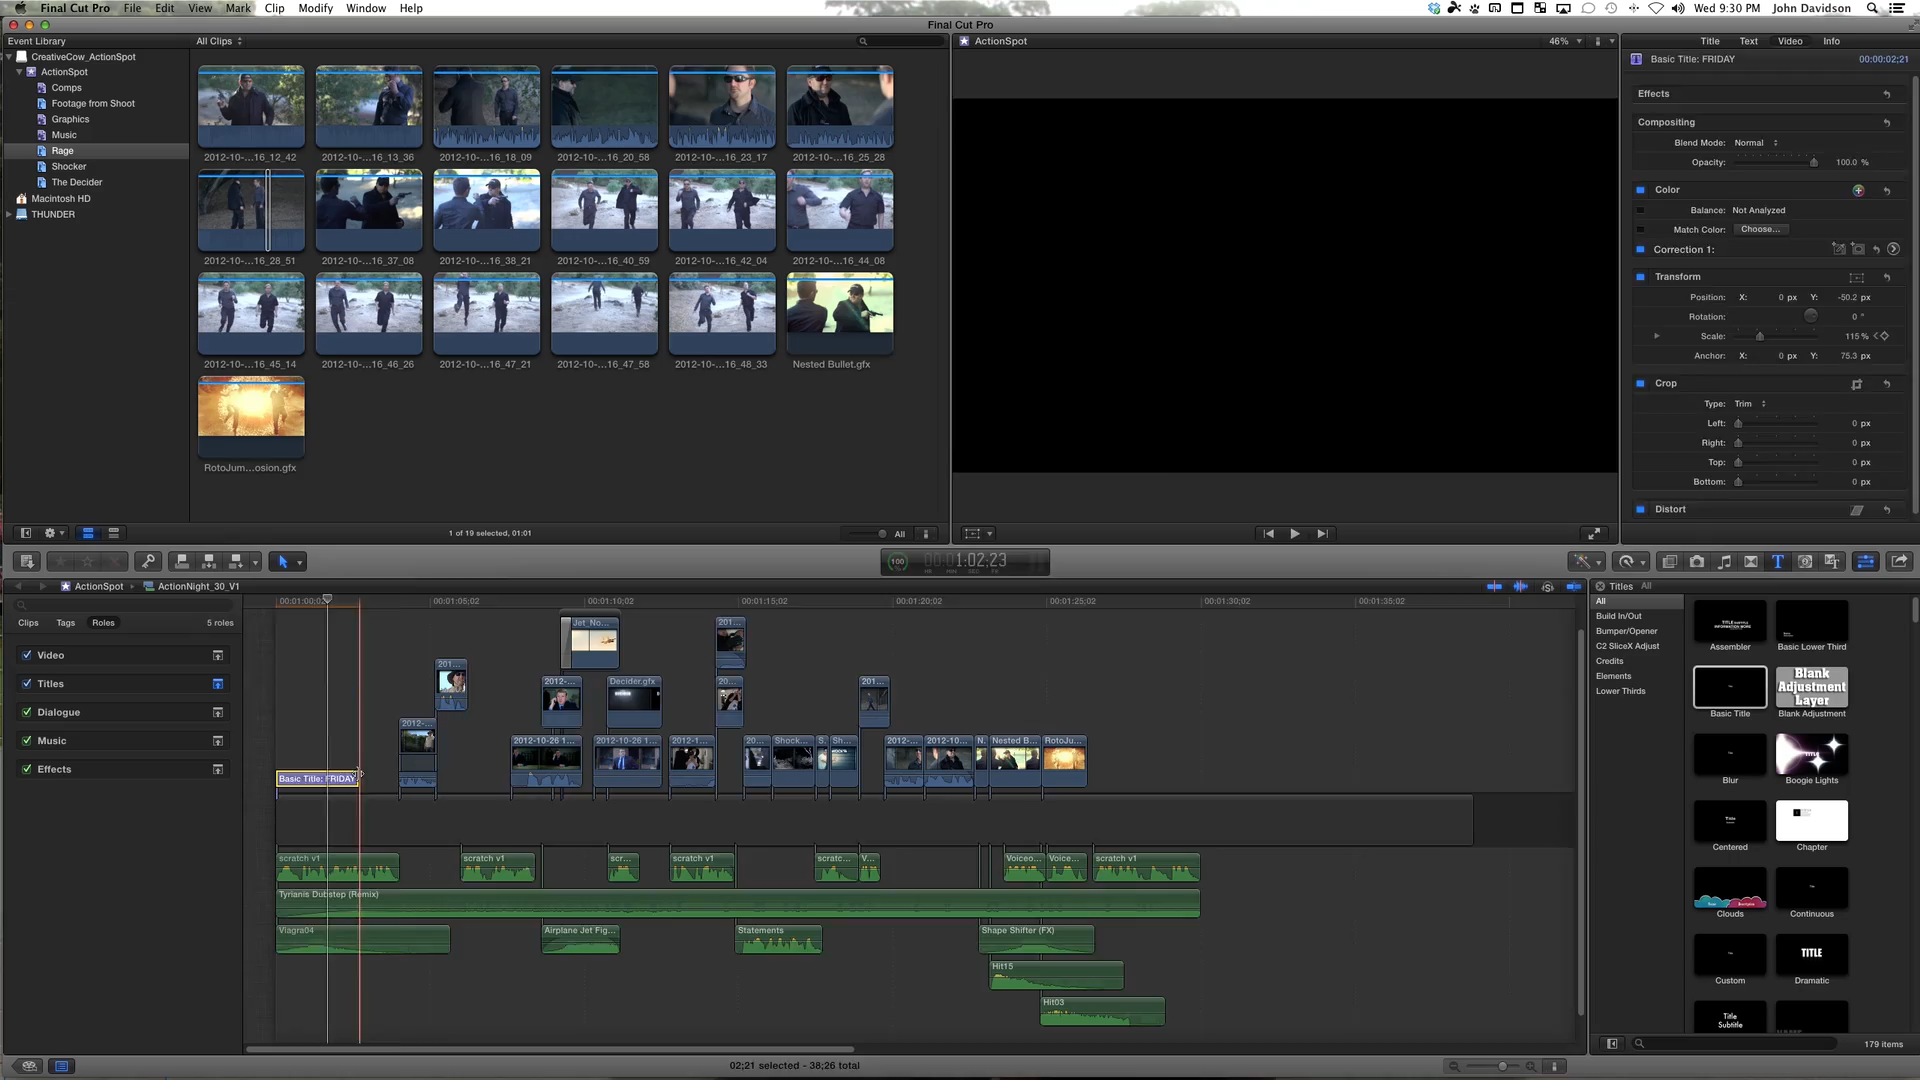 Final Cut Pro File Edit View Mark Clip Modify Window Help
Wed 9:30 PM John Davidson
Final Cut Pro
Event Library
All Clips
CreativeCow_ActionSpot
ActionSpot
Comps
Footage from Shoot
Graphics
Music
Rage
Shocker
The Decider
Macintosh HD
THUNDER
2012-10-...16_12_42
2012-10-...16_13_36
2012-10-...16_18_09
2012-10-...16_20_58
2012-10-...16_23_17
2012-10-...16_25_28
2012-10-...16_28_51
2012-10-...16_37_08
2012-10-...16_38_21
2012-10-...16_40_59
2012-10-...16_42_04
2012-10-...16_44_08
2012-10-...16_45_14
2012-10-...16_46_26
2012-10-...16_47_21
2012-10-...16_47_58
2012-10-...16_48_33
Nested Bullet.gfx
RotoJum...osion.gfx
1 of 19 selected, 01:01
All
ActionSpot
46%
Title Text Video Info
Basic Title: FRIDAY
00:00:02;21
Effects
Compositing
Blend Mode: Normal
Opacity: 100.0 %
Color
Balance: Not Analyzed
Match Color: Choose...
Correction 1:
Transform
Position: X: 0 px Y: -50.2 px
Rotation: 0 °
Scale: 115 %
Anchor: X: 0 px Y: 75.3 px
Crop
Type: Trim
Left: 0 px
Right: 0 px
Top: 0 px
Bottom: 0 px
Distort
100
1:02;23
ActionSpot
ActionNight_30_V1
Clips Tags Roles
5 roles
Video
Titles
Dialogue
Music
Effects
00:01:05;02
00:01:10;02
00:01:15;02
00:01:20;02
00:01:25;02
00:01:30;02
00:01:35;02
Jet_No...
201...
201...
2012-...
Decider.gfx
20...
201...
2012-...
2012-10-26 1...
2012-10-26 1...
2012-1...
20...
Shock...
S.
Sh...
2012-...
2012-10...
N.
Nested B...
RotoJu...
Basic Title: FRIDAY
scratch v1
scratch v1
scr...
scratch v1
scratc...
V...
Voiceo...
Voice...
scratch v1
Tyrianis Dubstep (Remix)
Viagra04
Airplane Jet Fig...
Statements
Shape Shifter (FX)
Hit15
Hit03
02;21 selected - 38;26 total
Titles All
All
Build In/Out
Bumper/Opener
C2 SliceX Adjust
Credits
Elements
Lower Thirds
Assembler
Basic Lower Third
Basic Title
Blank
Adjustment
Layer
Blank Adjustment
Blur
Boogie Lights
Centered
Chapter
Clouds
Continuous
TITLE
Custom
Dramatic
Title
Subtitle
179 items